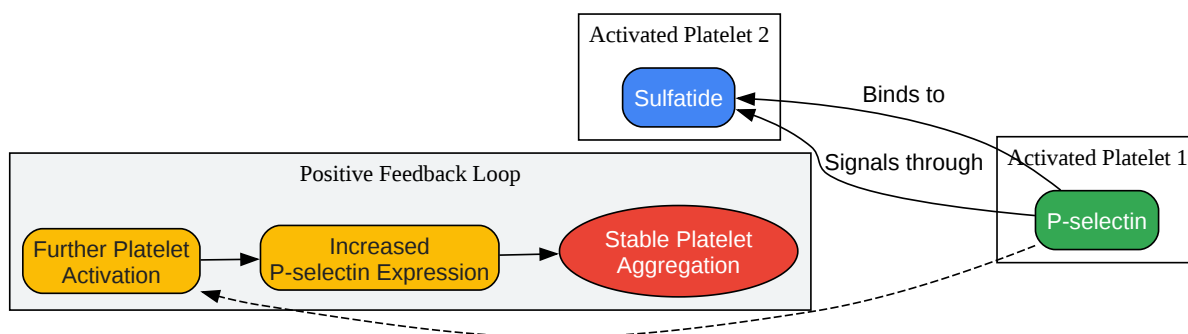 Activated Platelet 2
Sulfatide
Binds to
Signals through
Activated Platelet 1
P-selectin
Positive Feedback Loop
Further Platelet
Activation
Increased
P-selectin Expression
Stable Platelet
Aggregation